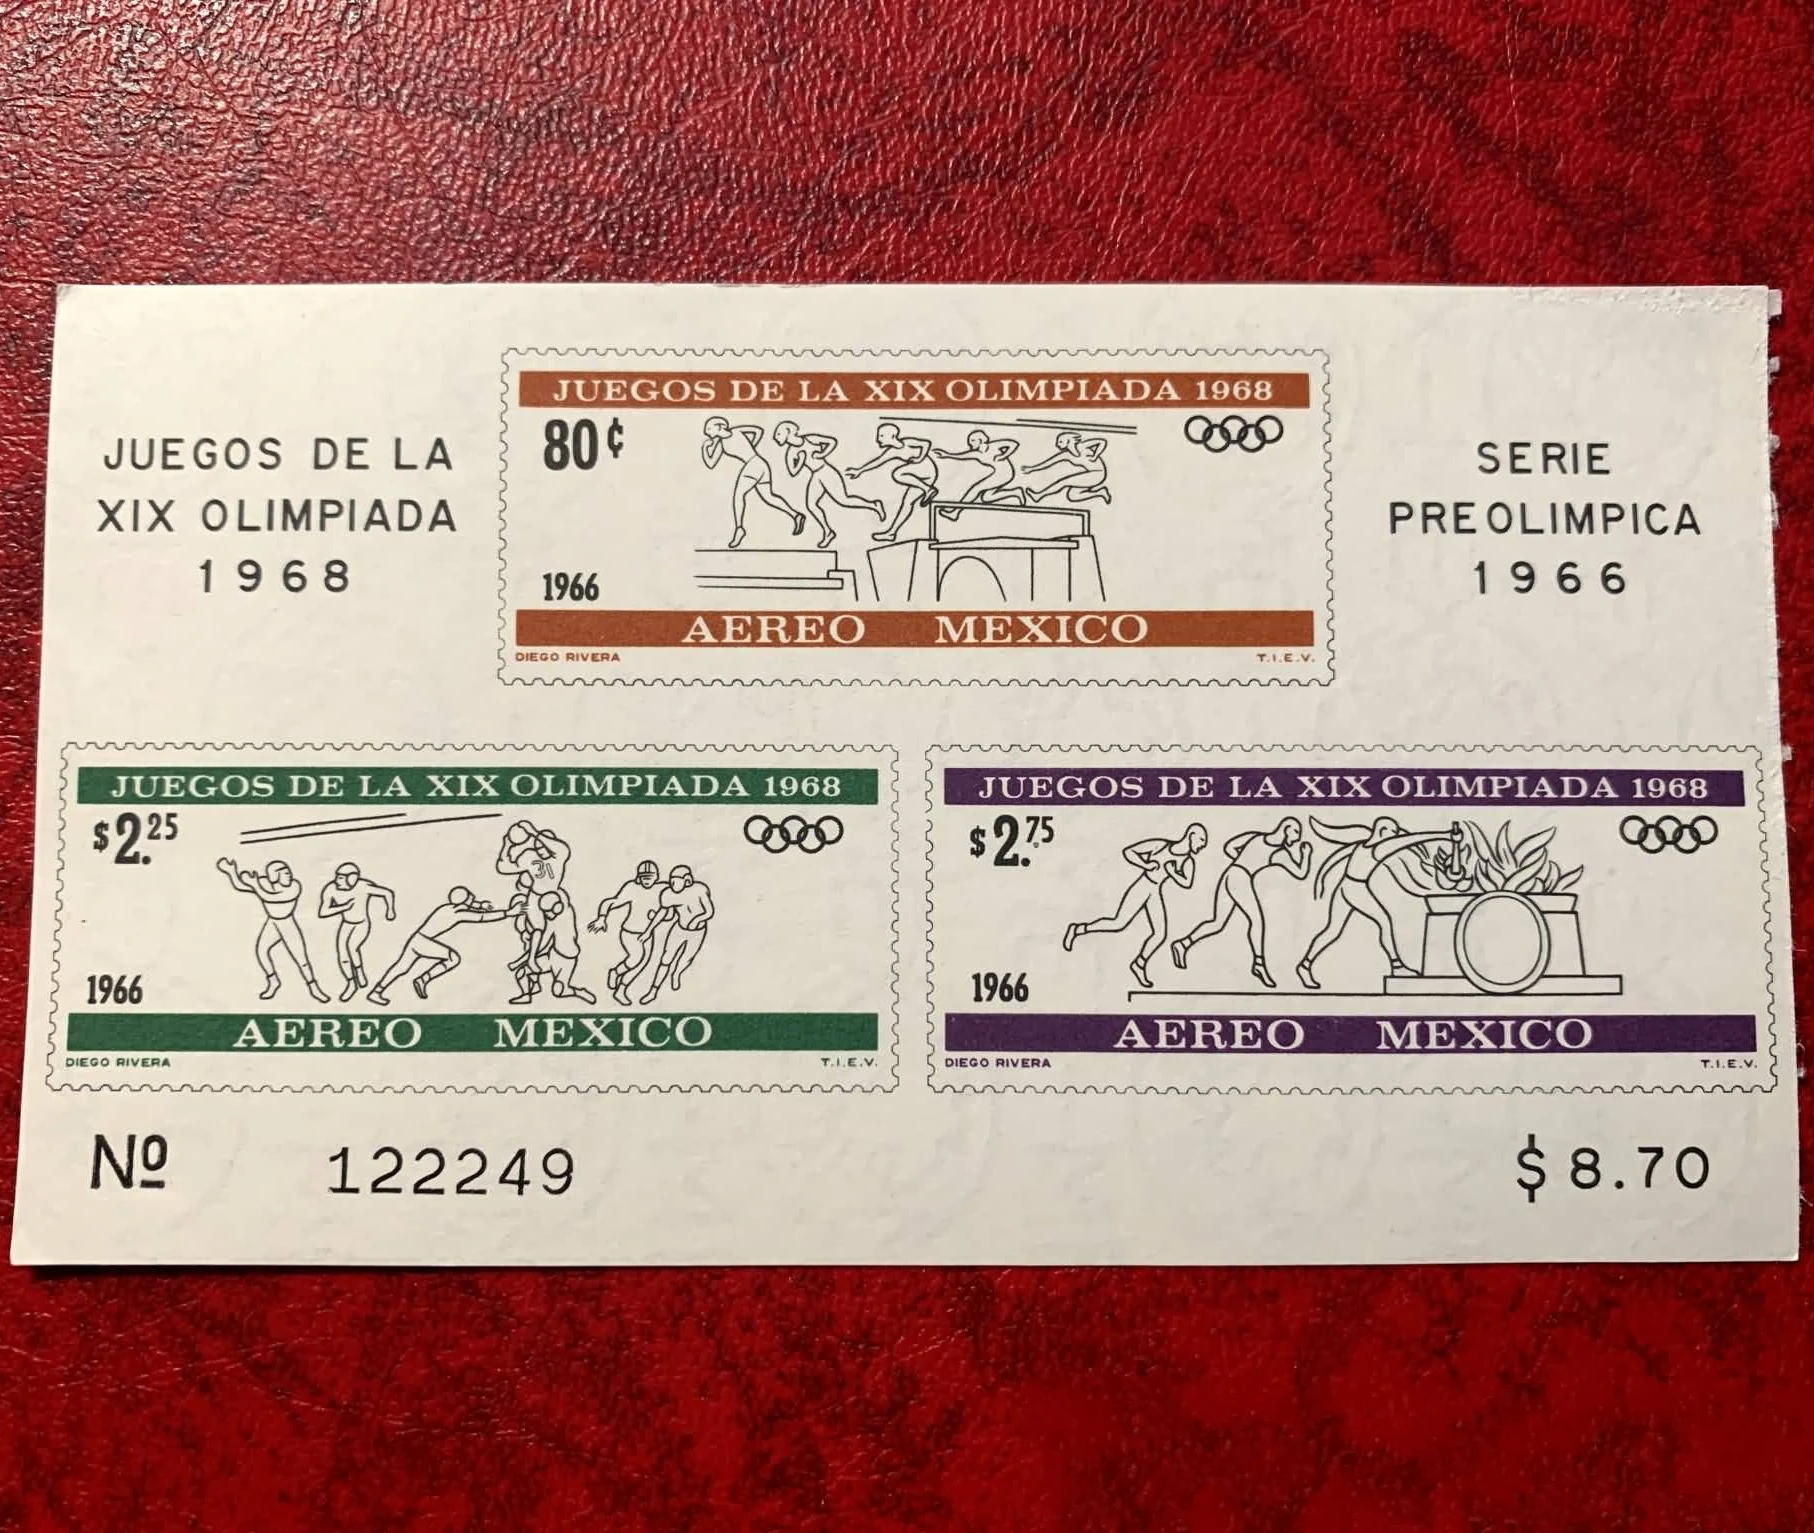 JUEGOS DE LA
XIX OLIMPIADA
1968
JUEGOS DE LA XIX OLIMPIADA 1968
80¢
1966
AEREO MEXICO
DIEGO RIVERA T.I.E.V.
SERIE
PREOLIMPICA
1966
JUEGOS DE LA XIX OLIMPIADA 1968
$2.25
31
1966
AEREO MEXICO
DIEGO RIVERA T.I.E.V.
JUEGOS DE LA XIX OLIMPIADA 1968
$2.75
1966
AEREO MEXICO
DIEGO RIVERA T.I.E.V.
Nº 122249 $8.70